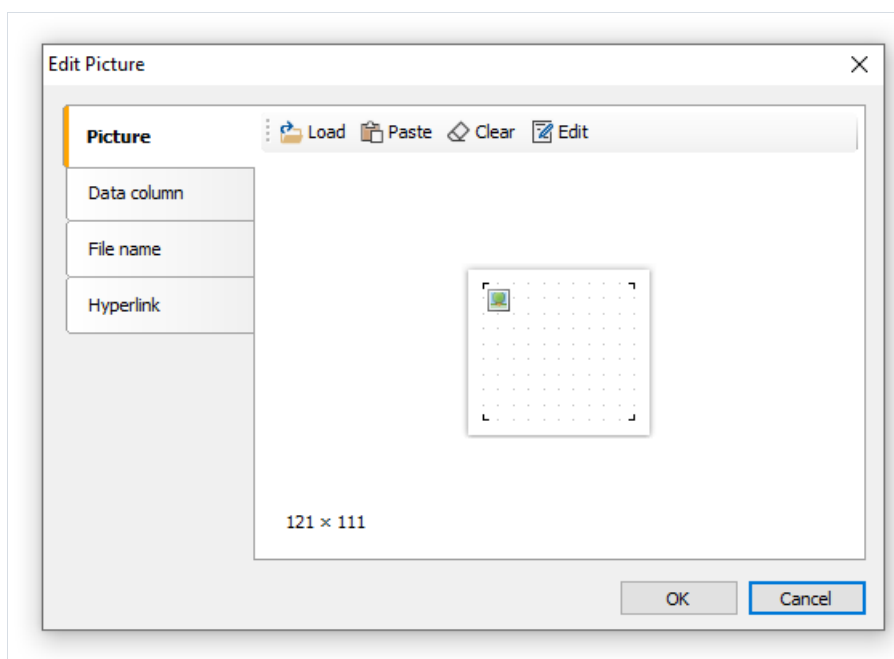 Edit Picture
Picture
Load Paste Clear Edit
Data column
File name
Hyperlink
121 × 111
OK Cancel